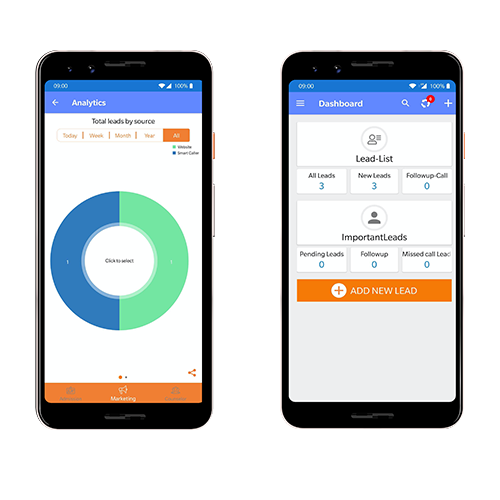 09:00
100%
Analytics
Total leads by source
Today
Week
Month
Year
All
Website
Smart Caller
1
Click to select
1
Marketing
09:00
100%
Dashboard
Lead-List
All Leads
3
New Leads
3
Followup-Call
0
ImportantLeads
Pending Leads
0
Followup
0
Missed call Lead
0
ADD NEW LEAD